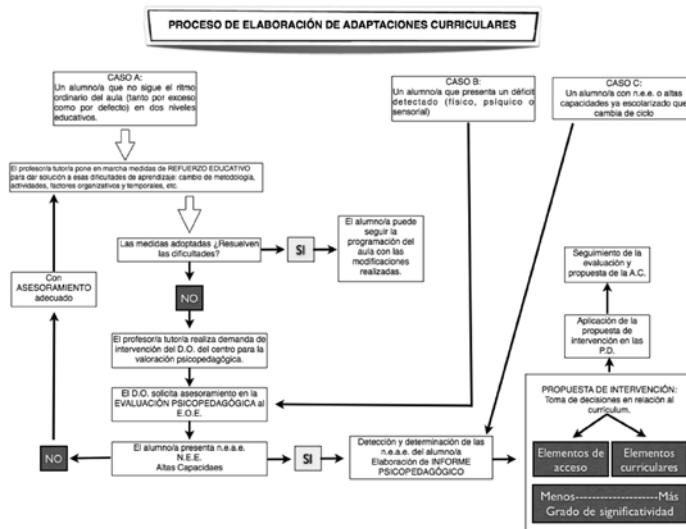 PROCESO DE ELABORACIÓN DE ADAPTACIONES CURRICULARES
CASO A:
Un alumno/a que no sigue el ritmo
ordinario del aula (tanto por exceso
como por defecto) en dos niveles
educativos.
CASO B:
Un alumno/a que presenta un déficit
detectado (físico, psíquico o
sensorial)
CASO C:
Un alumno/a con n.e.e. o altas
capacidades ya escolarizado que
cambia de ciclo
El profesor/a tutor/a pone en marcha medidas de REFUERZO EDUCATIVO
para dar solución a esas dificultades de aprendizaje: cambio de metodología,
actividades, factores organizativos y temporales, etc.
Las medidas adoptadas ¿Resuelven
las dificultades?
SI
El alumno/a puede
seguir la
programación del
aula con las
modificaciones
realizadas.
Con
ASESORAMIENTO
adecuado
NO
El profesor/a tutor/a realiza demanda de
intervención del D.O. del centro para la
valoración psicopedagógica.
El D.O. solicita asesoramiento en la
EVALUACIÓN PSICOPEDAGÓGICA al
E.O.E.
NO
El alumno/a presenta n.e.a.e.
N.E.E.
Altas Capacidaes
SI
Detección y determinación de las
n.e.a.e. del alumno/a
Elaboración de INFORME
PSICOPEDAGÓGICO
Seguimiento de la
evaluación y
propuesta de la A.C.
Aplicación de la
propuesta de
intervención en las
P.D.
PROPUESTA DE INTERVENCIÓN:
Toma de decisiones en relación al
curriculum.
Elementos de
acceso
Elementos
curriculares
Menos---------------------Más
Grado de significatividad